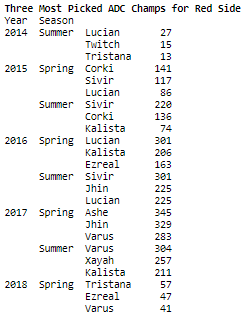 Three Most Picked ADC Champs for Red Side
Year Season
2014 Summer Lucian 27
Twitch 15
Tristana 13
2015 Spring Corki 141
Sivir 117
Lucian 86
Summer Sivir 220
Corki 136
Kalista 74
2016 Spring Lucian 301
Kalista 206
Ezreal 163
Summer Sivir 301
Jhin 225
Lucian 225
2017 Spring Ashe 345
Jhin 329
Varus 283
Summer Varus 304
Xayah 257
Kalista 211
2018 Spring Tristana 57
Ezreal 47
Varus 41